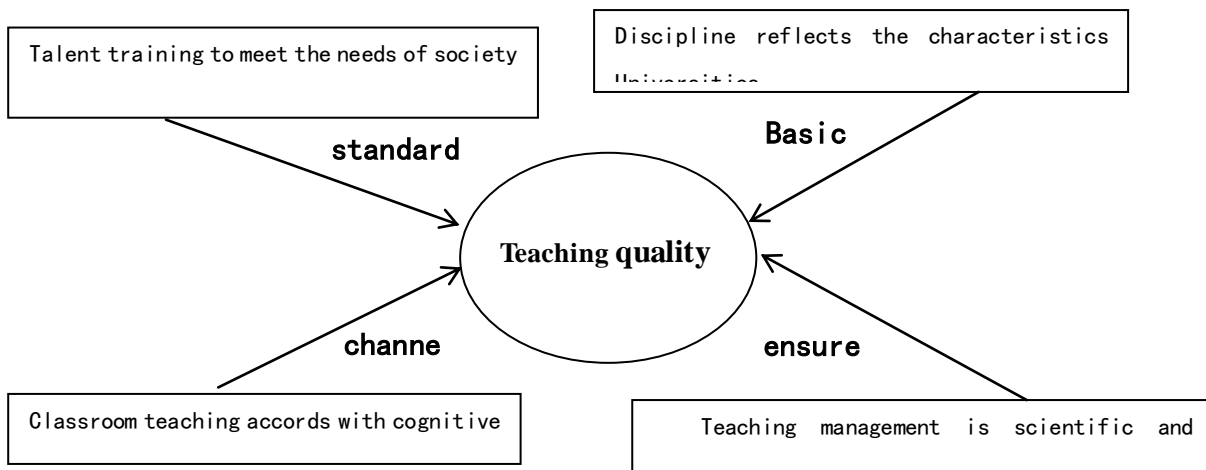 Talent training to meet the needs of society
Discipline reflects the characteristics
standard
Basic
Teaching quality
channe
ensure
Classroom teaching accords with cognitive
Teaching management is scientific and